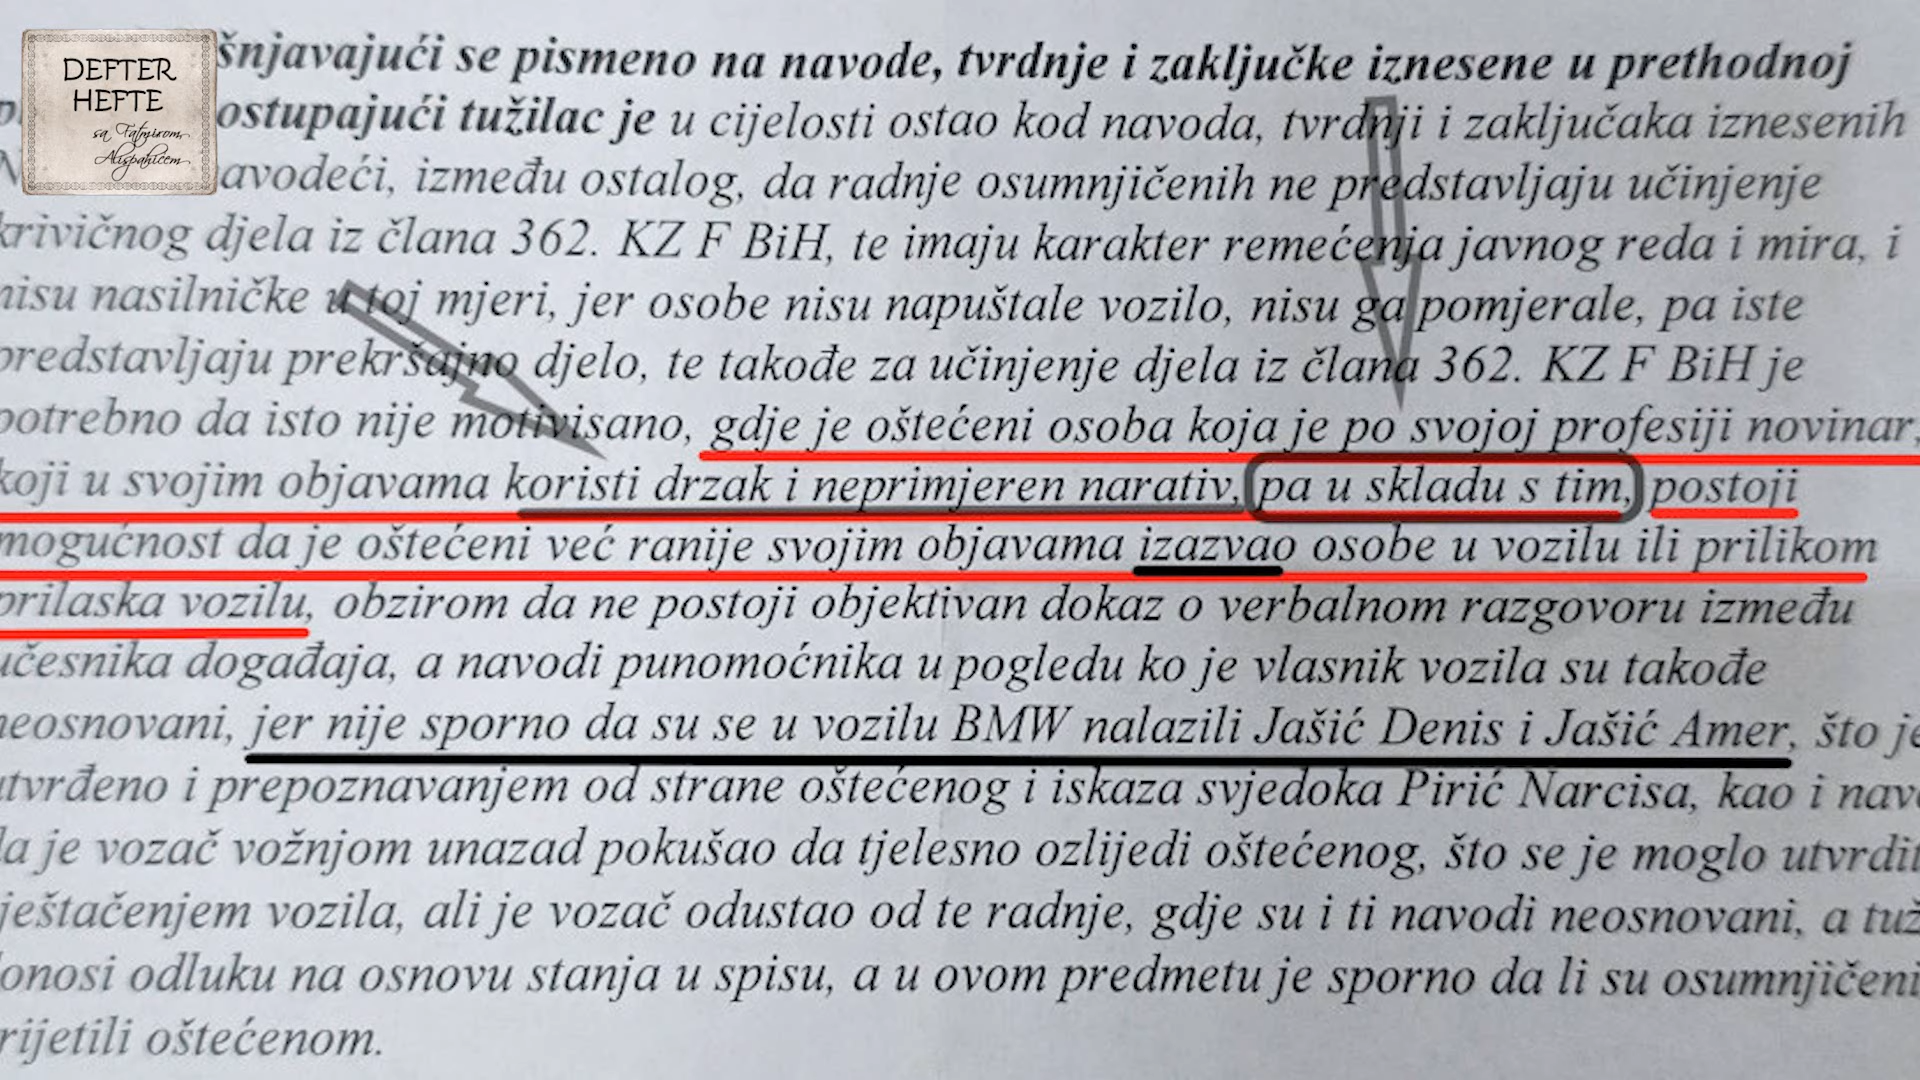 DEFTER
HEFTE
sa Fatmirom
Alispahićem
šnjavajući se pismeno na navode, tvrdnje i zaključke iznesene u prethodnoj
ostupajući tužilac je u cijelosti ostao kod navoda, tvrdnji i zaključaka iznesenih
avodeći, između ostalog, da radnje osumnjičenih ne predstavljaju učinjenje
krivičnog djela iz člana 362. KZ F BiH, te imaju karakter remećenja javnog reda i mira, i
nisu nasilničke u toj mjeri, jer osobe nisu napuštale vozilo, nisu ga pomjerale, pa iste
predstavljaju prekršajno djelo, te takođe za učinjenje djela iz člana 362. KZ F BiH je
potrebno da isto nije motivisano, gdje je oštećeni osoba koja je po svojoj profesiji novinar,
koji u svojim objavama koristi drzak i neprimjeren narativ, pa u skladu s tim, postoji
mogućnost da je oštećeni već ranije svojim objavama izazvao osobe u vozilu ili prilikom
prilaska vozilu, obzirom da ne postoji objektivan dokaz o verbalnom razgovoru između
učesnika događaja, a navodi punomoćnika u pogledu ko je vlasnik vozila su takođe
neosnovani, jer nije sporno da su se u vozilu BMW nalazili Jašić Denis i Jašić Amer, što je
utvrđeno i prepoznavanjem od strane oštećenog i iskaza svjedoka Pirić Narcisa, kao i nav
da je vozač vožnjom unazad pokušao da tjelesno ozlijedi oštećenog, što se je moglo utvrdit
ještačenjem vozila, ali je vozač odustao od te radnje, gdje su i ti navodi neosnovani, a tuž
onosi odluku na osnovu stanja u spisu, a u ovom predmetu je sporno da li su osumnjičeni
rijetili oštećenom.